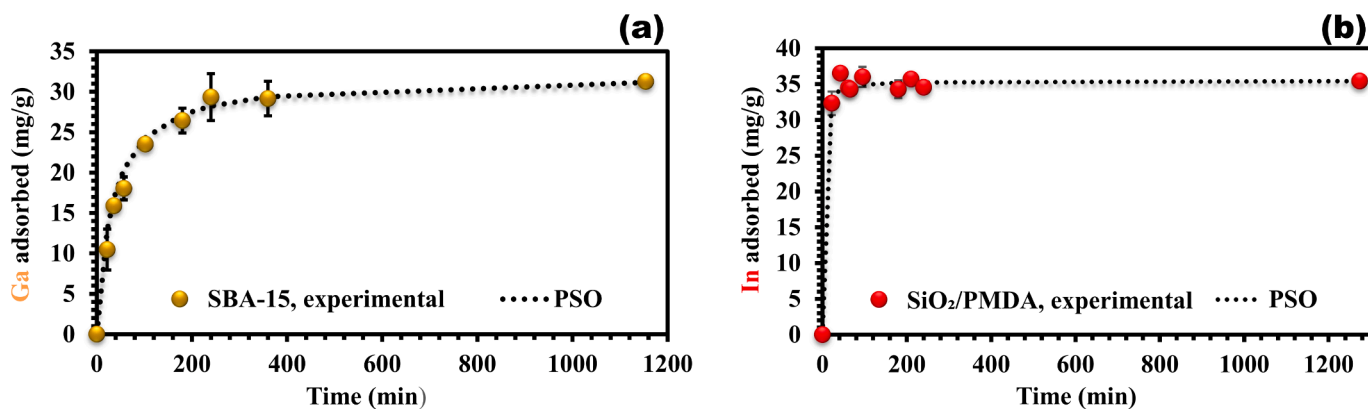 (a)
35
30
25
20
15
10
5
0
Ga adsorbed (mg/g)
SBA-15, experimental
PSO
0 200 400 600 800 1000 1200
Time (min)
(b)
40
35
30
25
20
15
10
5
0
In adsorbed (mg/g)
SiO₂/PMDA, experimental
PSO
0 200 400 600 800 1000 1200
Time (min)